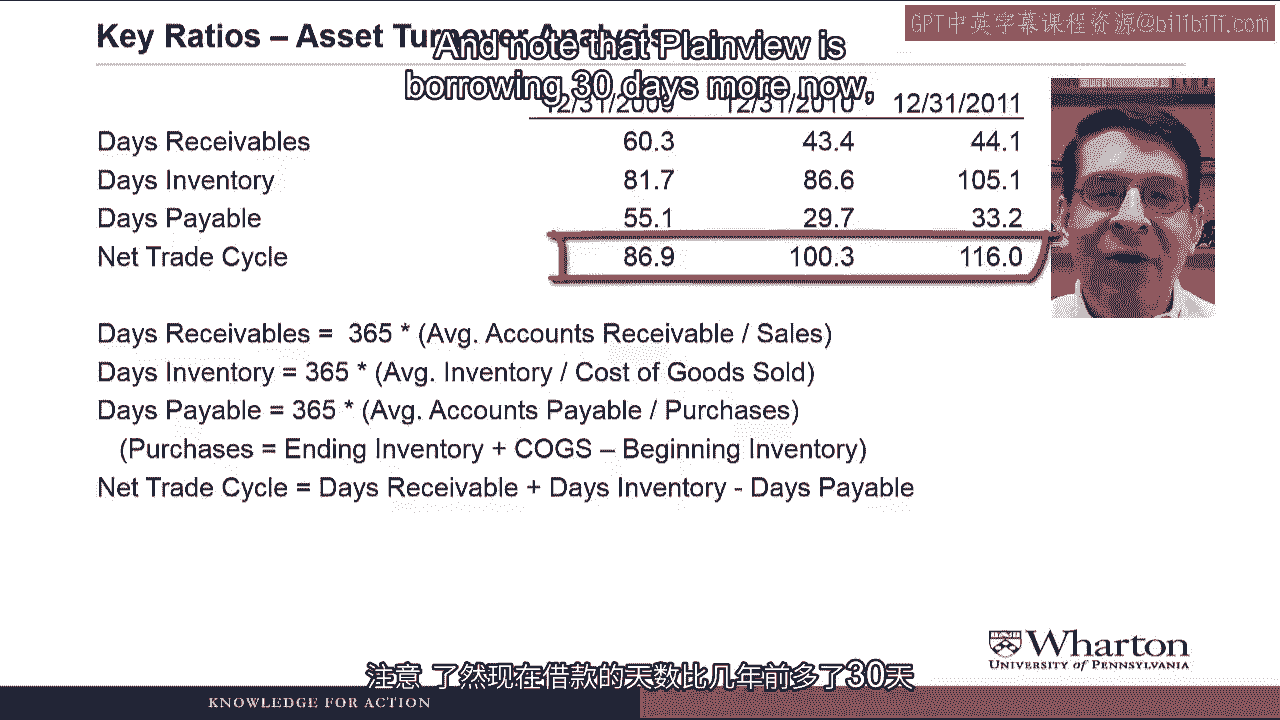 GPT中英字幕课程资源@bilibili.com
Key Ratios – Asset Turnover Analysis
And note that Plainview is
borrowing 30 days more now,
12/31/2009 12/31/2010 12/31/2011
Days Receivables 60.3 43.4 44.1
Days Inventory 81.7 86.6 105.1
Days Payable 55.1 29.7 33.2
Net Trade Cycle 86.9 100.3 116.0
Days Receivables = 365 * (Avg. Accounts Receivable / Sales)
Days Inventory = 365 * (Avg. Inventory / Cost of Goods Sold)
Days Payable = 365 * (Avg. Accounts Payable / Purchases)
(Purchases = Ending Inventory + COGS – Beginning Inventory)
Net Trade Cycle = Days Receivable + Days Inventory - Days Payable
Wharton
UNIVERSITY of PENNSYLVANIA
注意 了然现在借款的天数比几年前多了30天
KNOWLEDGE FOR ACTION